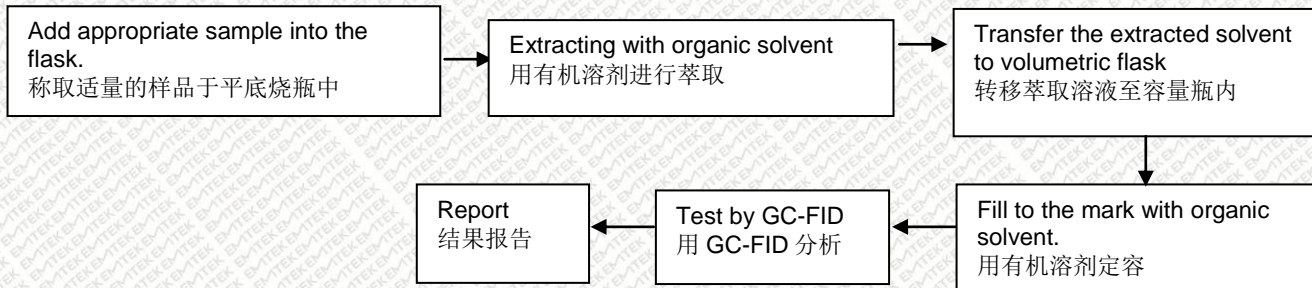 Add appropriate sample into the
flask.
称取适量的样品于平底烧瓶中
Extracting with organic solvent
用有机溶剂进行萃取
Transfer the extracted solvent
to volumetric flask
转移萃取溶液至容量瓶内
Fill to the mark with organic
solvent.
用有机溶剂定容
Test by GC-FID
用 GC-FID 分析
Report
结果报告